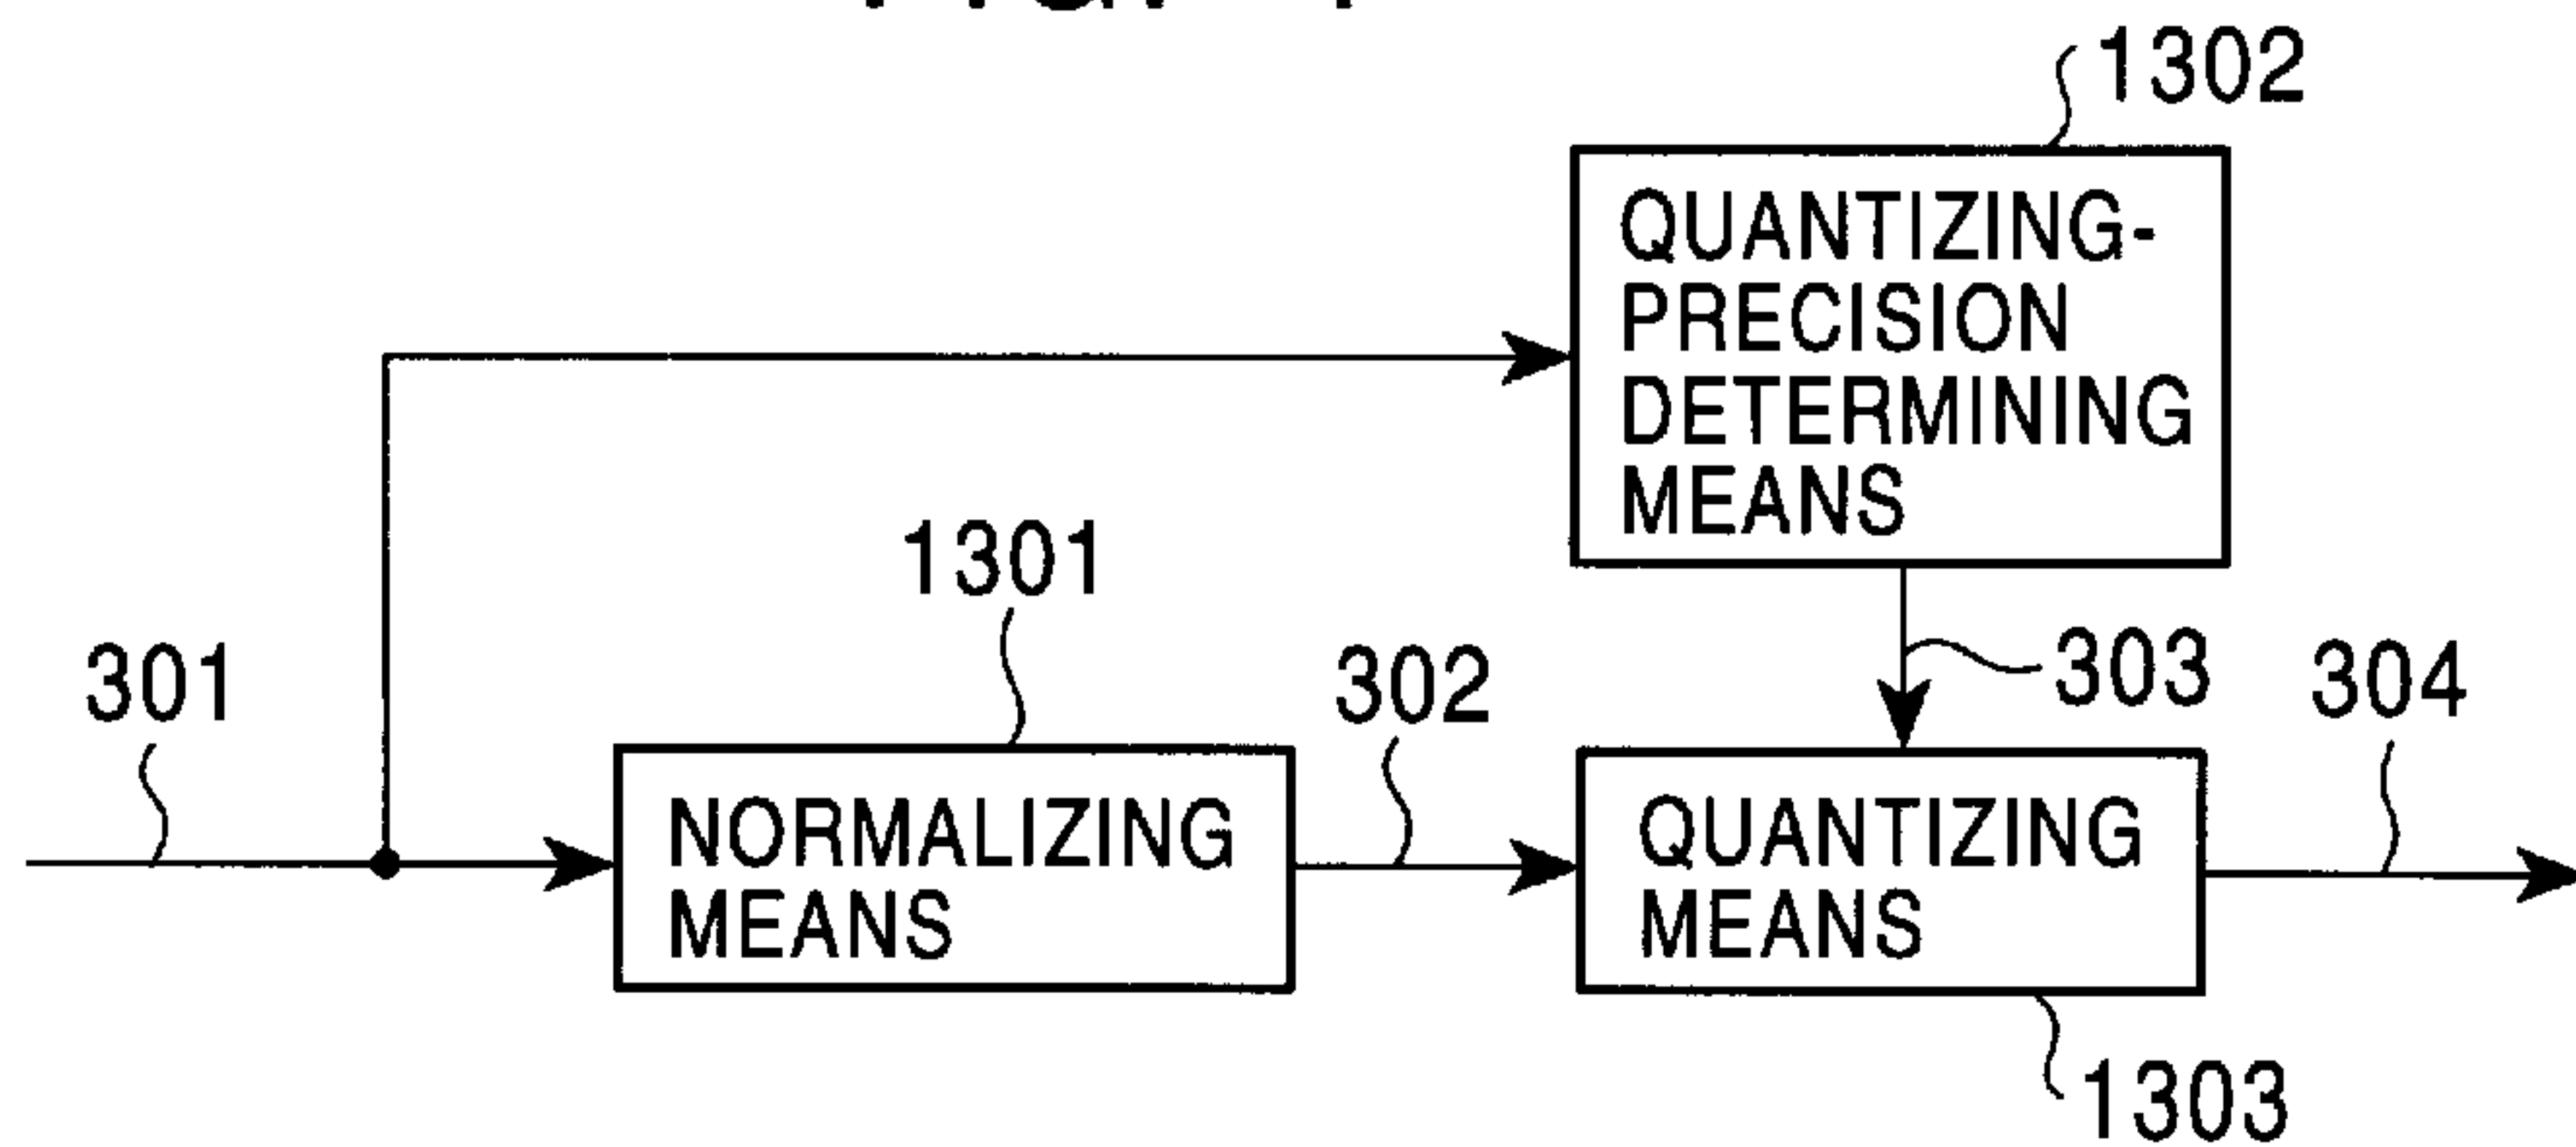 1302
QUANTIZING-
PRECISION
DETERMINING
MEANS
1301
301
302
303
304
NORMALIZING
MEANS
QUANTIZING
MEANS
1303